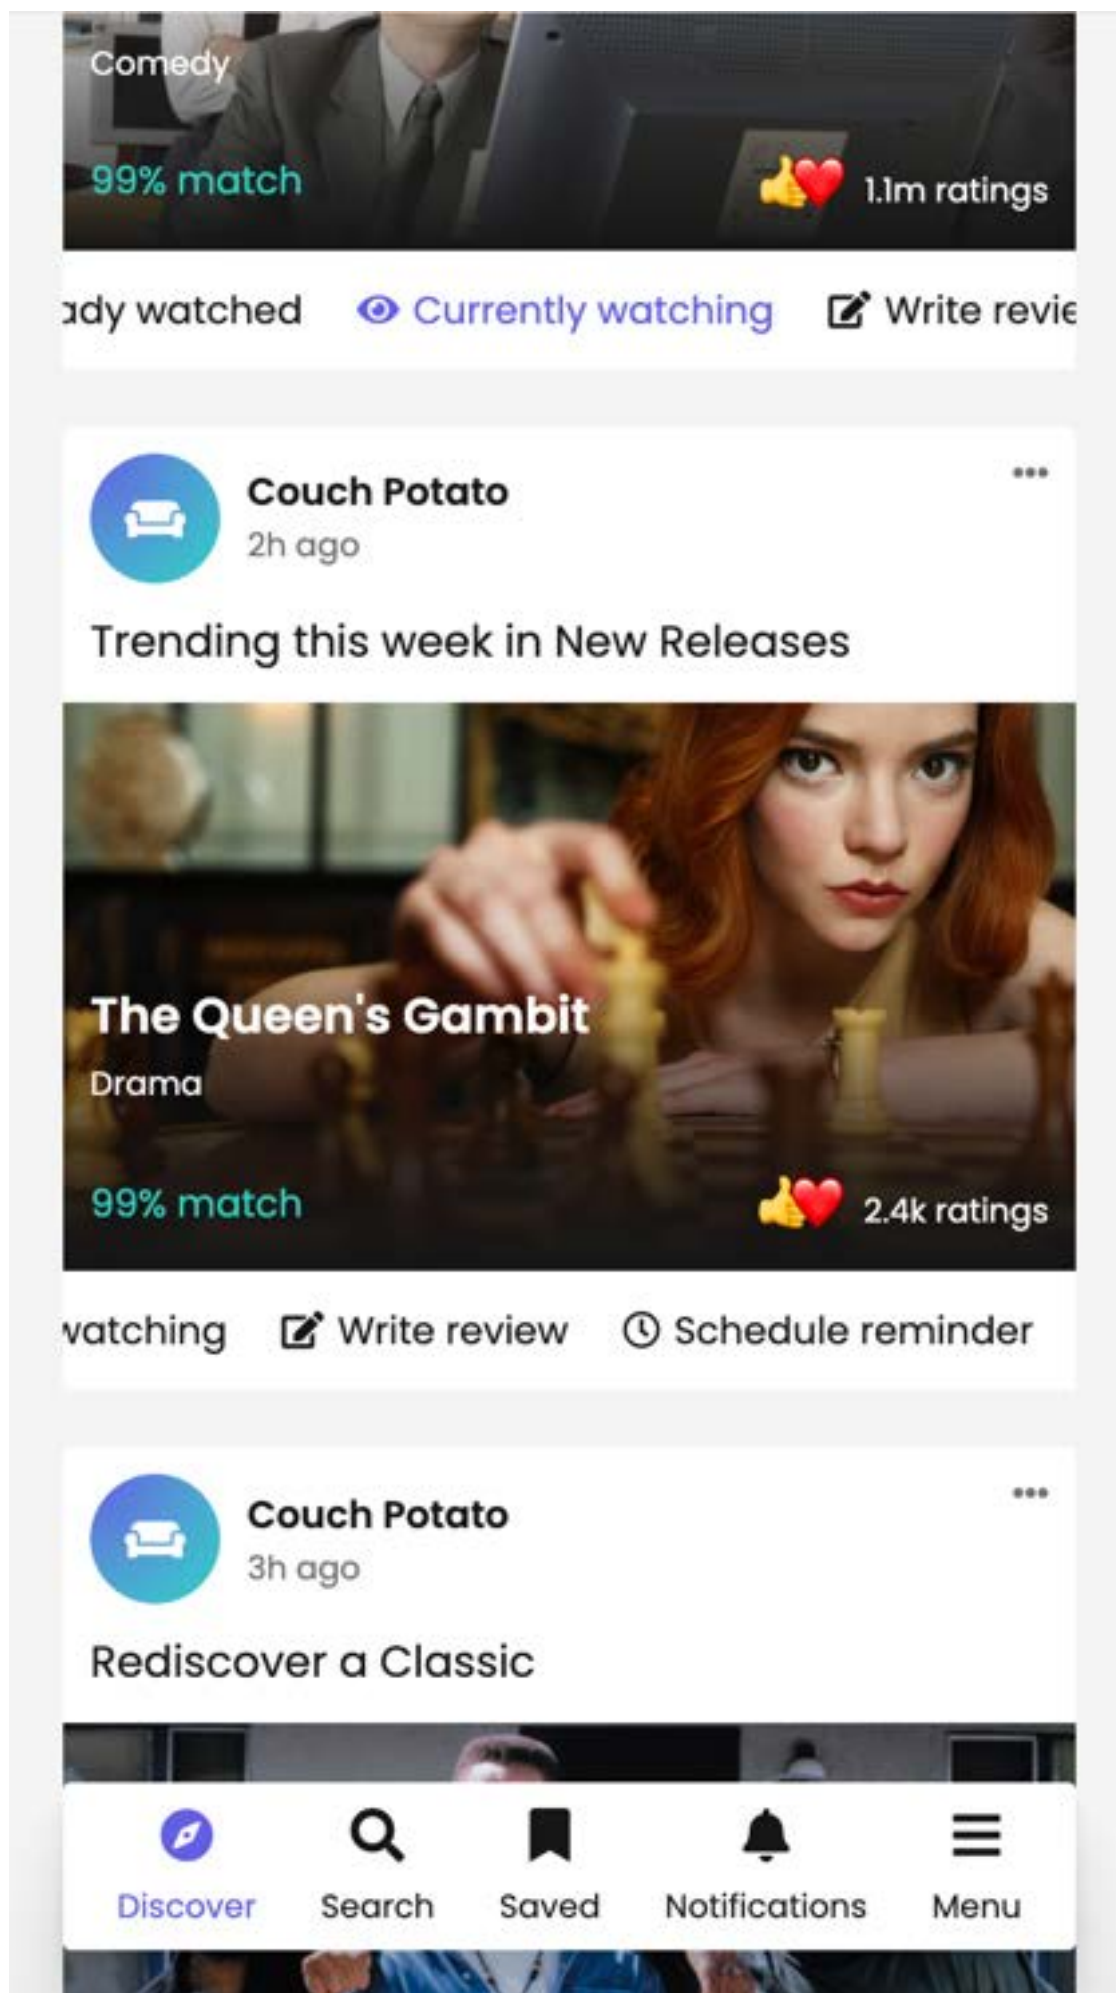 Comedy
99% match
1.1m ratings
ady watched
Currently watching
Write revie
Couch Potato
2h ago
Trending this week in New Releases
The Queen's Gambit
Drama
99% match
2.4k ratings
watching
Write review
Schedule reminder
Couch Potato
3h ago
Rediscover a Classic
Discover
Search
Saved
Notifications
Menu